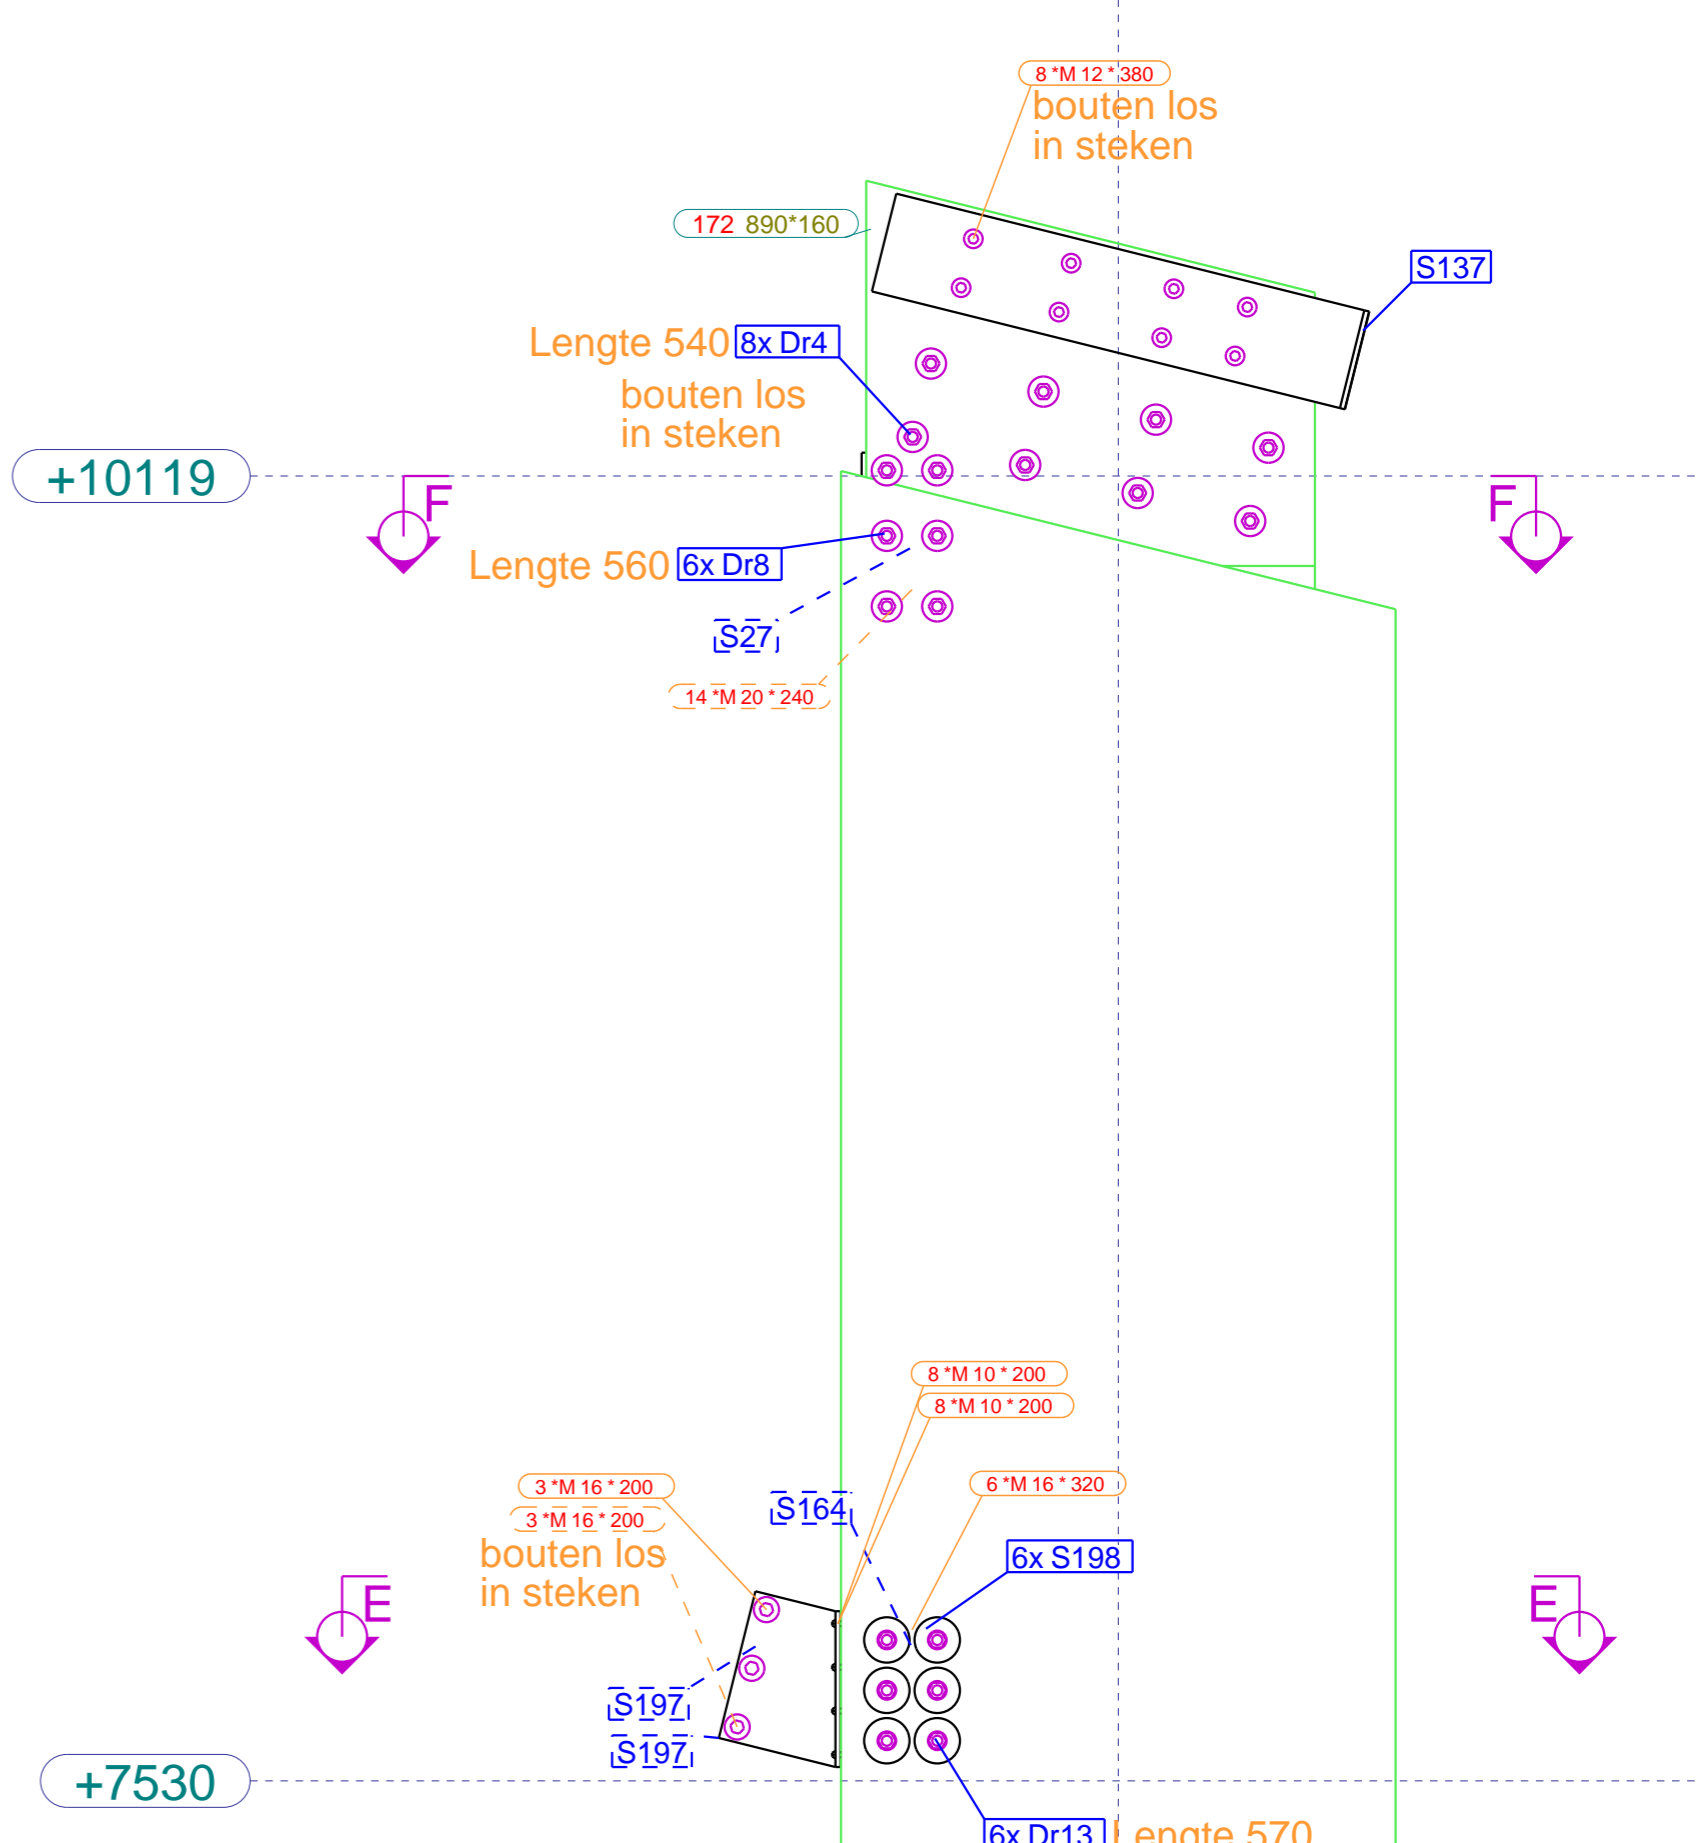 8 *M 12 * 380
bouten los
in steken
172 890*160
S137
Lengte 540 8x Dr4
bouten los
in steken
+10119
F
F
Lengte 560 6x Dr8
S27
14 *M 20 * 240
8 *M 10 * 200
8 *M 10 * 200
3 *M 16 * 200
6 *M 16 * 320
S164
3 *M 16 * 200
bouten los
in steken
6x S198
E
E
S197
S197
+7530
6x Dr13 Lengte 570